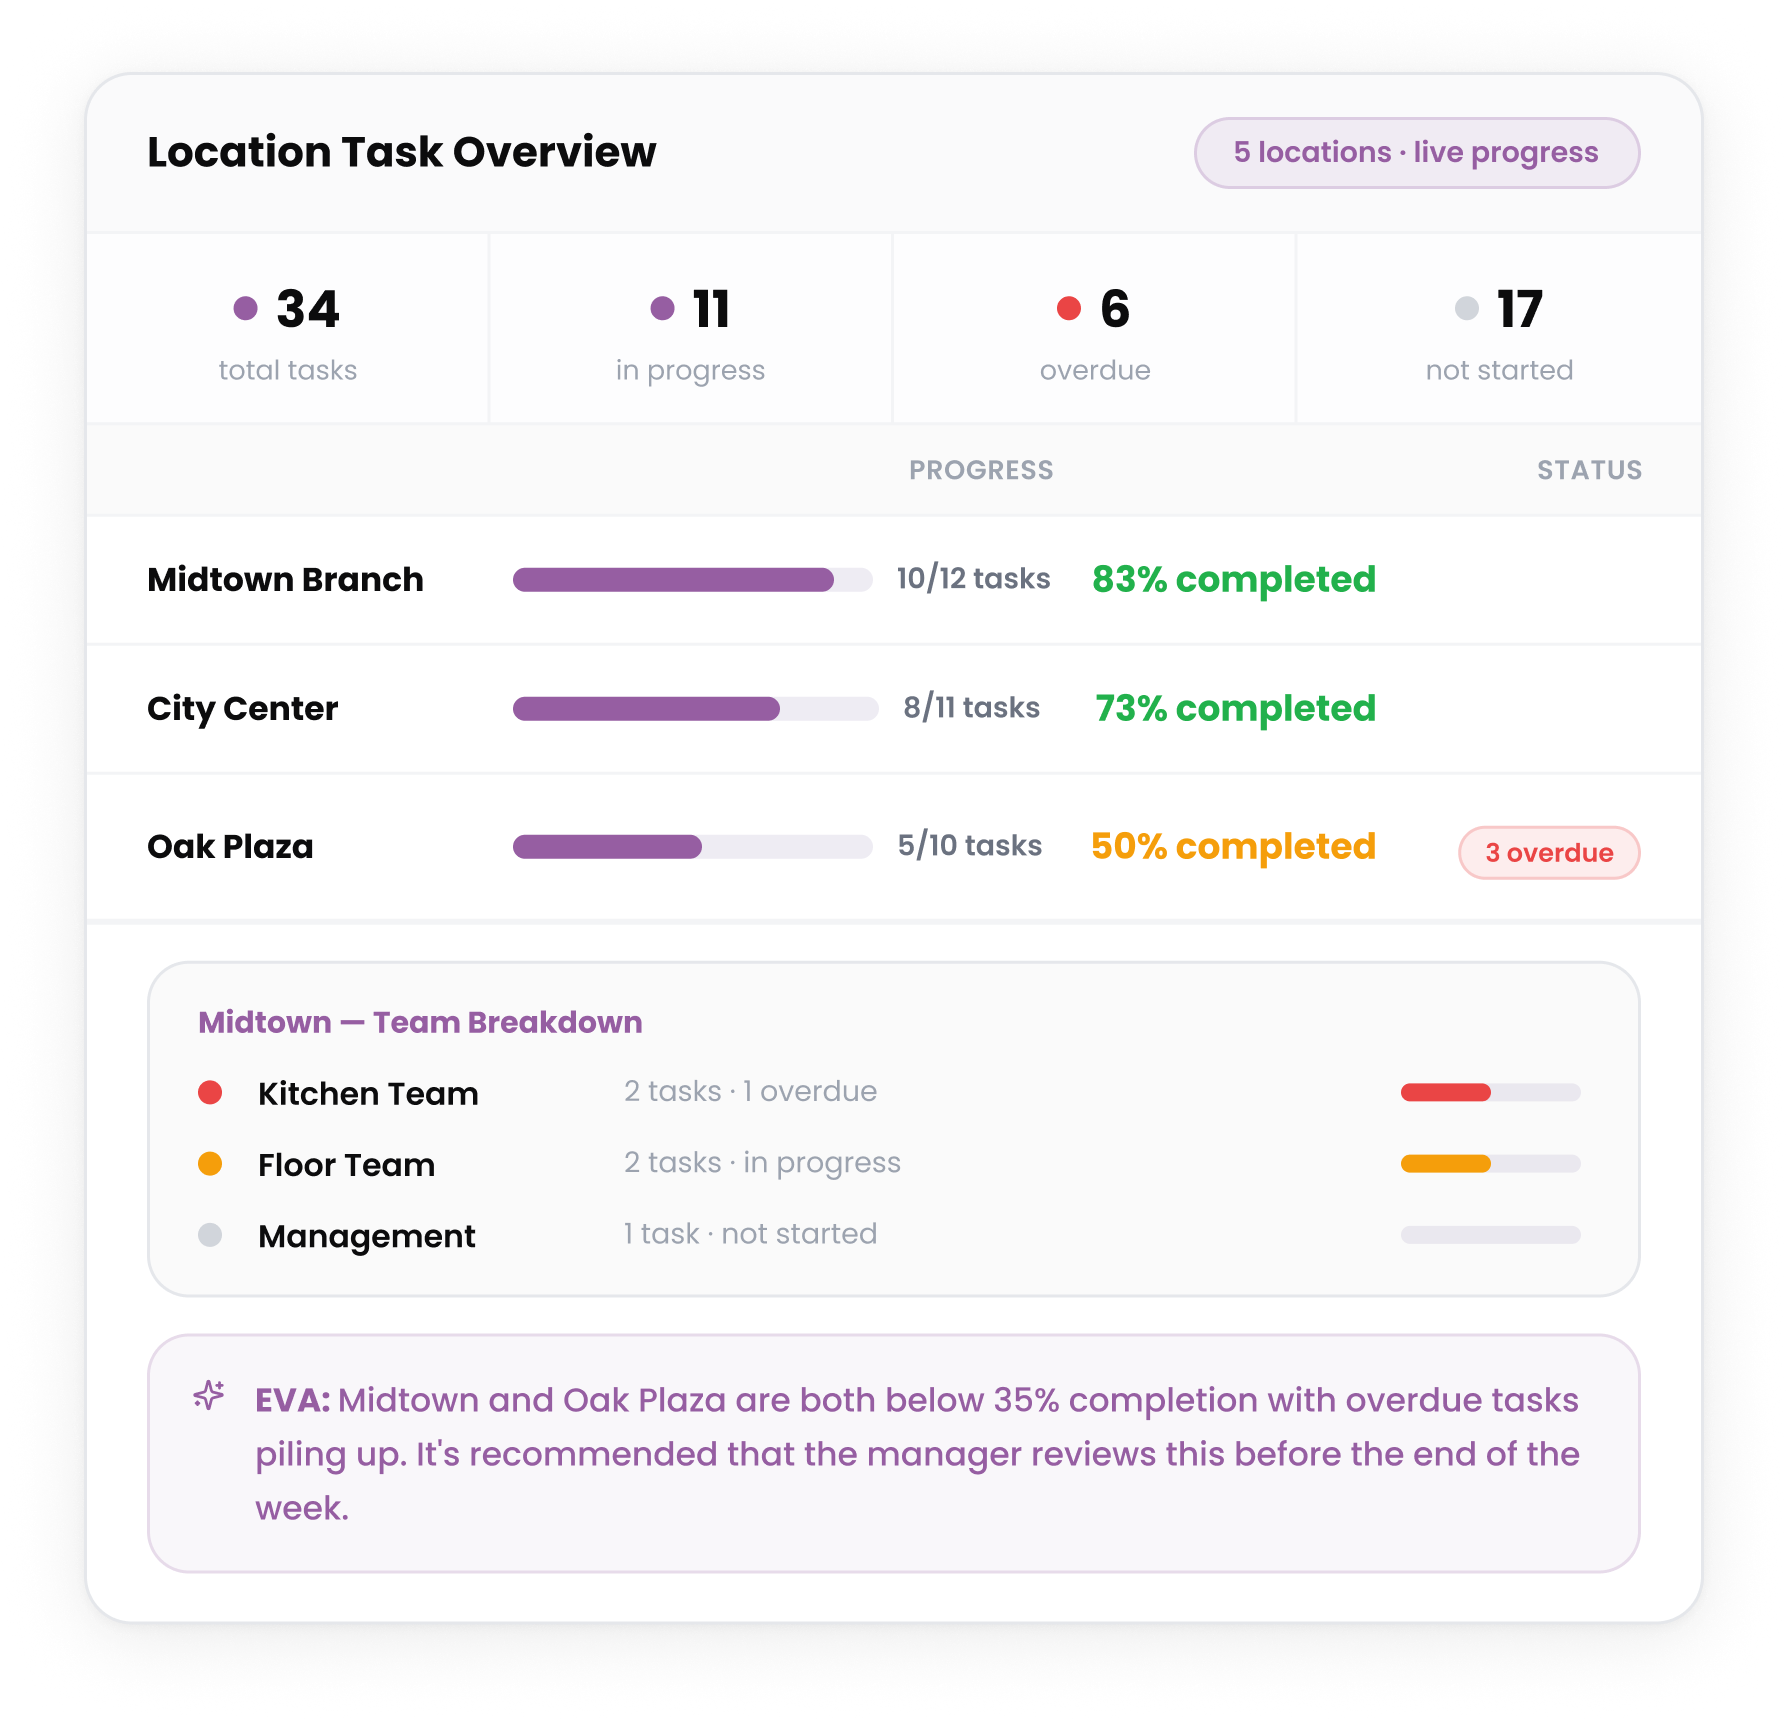 Location Task Overview
5 locations · live progress
34
total tasks
11
in progress
6
overdue
17
not started
PROGRESS
STATUS
Midtown Branch
10/12 tasks
83% completed
City Center
8/11 tasks
73% completed
Oak Plaza
5/10 tasks
50% completed
3 overdue
Midtown — Team Breakdown
Kitchen Team
2 tasks · 1 overdue
Floor Team
2 tasks · in progress
Management
1 task · not started
EVA: Midtown and Oak Plaza are both below 35% completion with overdue tasks
piling up. It's recommended that the manager reviews this before the end of the
week.